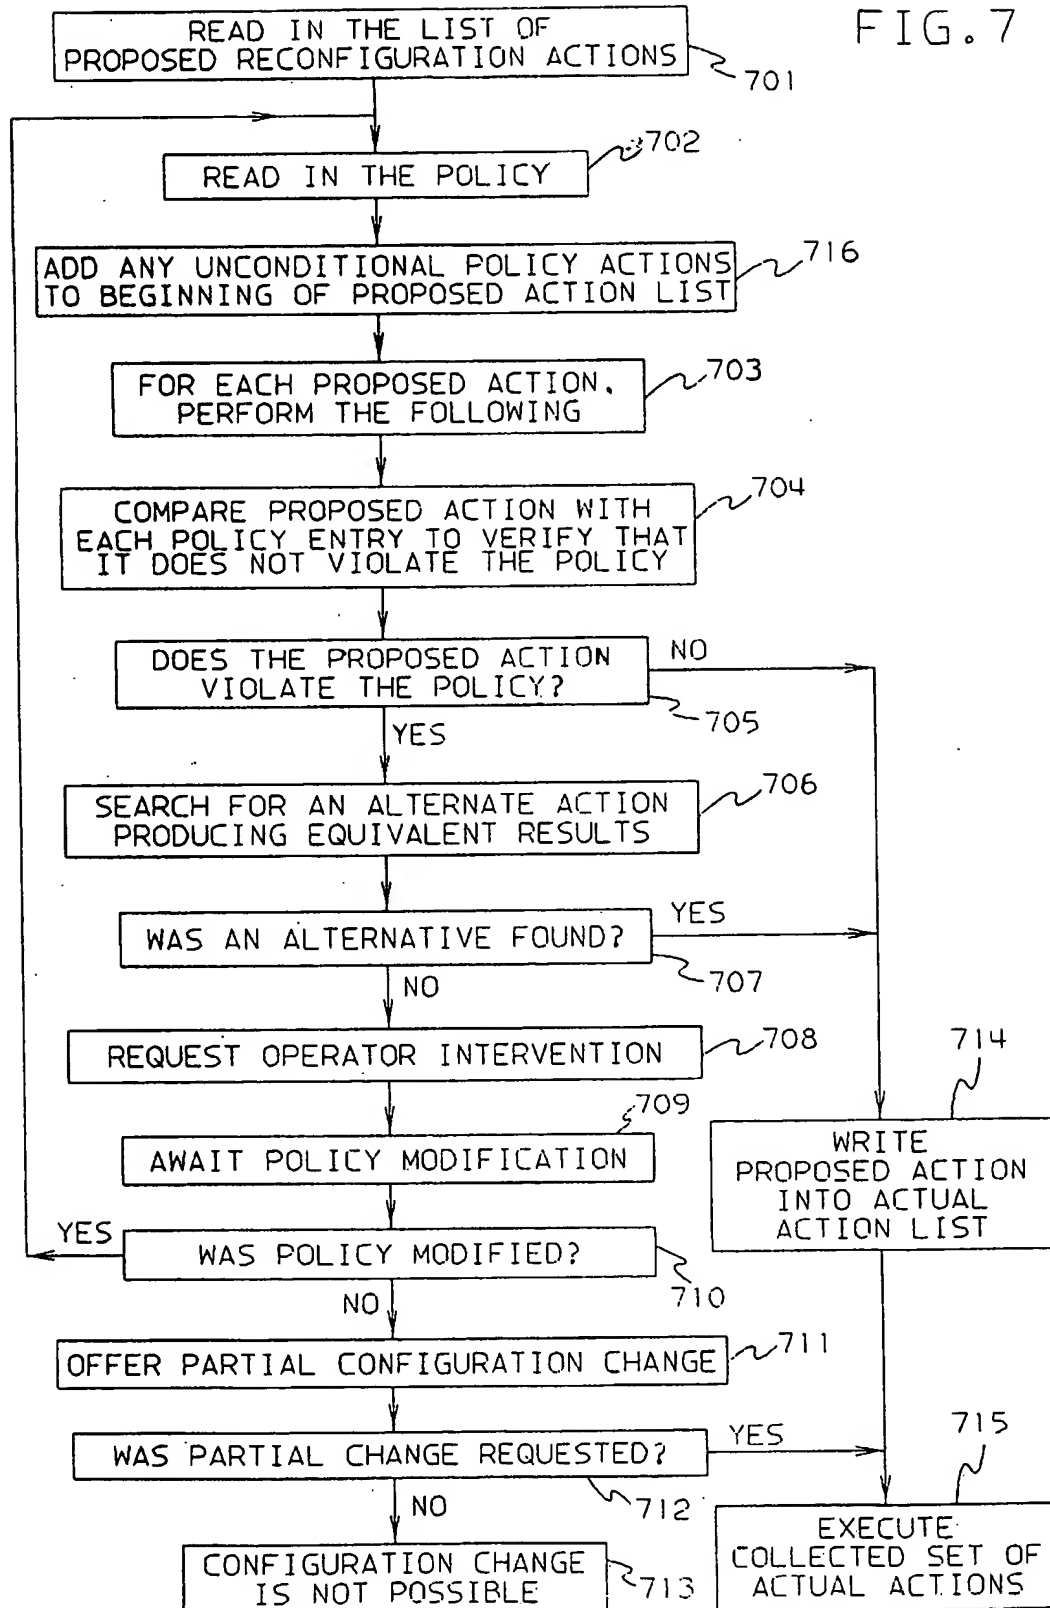 FIG. 7
READ IN THE LIST OF
PROPOSED RECONFIGURATION ACTIONS
701
702
READ IN THE POLICY
716
ADD ANY UNCONDITIONAL POLICY ACTIONS
TO BEGINNING OF PROPOSED ACTION LIST
703
FOR EACH PROPOSED ACTION.
PERFORM THE FOLLOWING
704
COMPARE PROPOSED ACTION WITH
EACH POLICY ENTRY TO VERIFY THAT
IT DOES NOT VIOLATE THE POLICY
DOES THE PROPOSED ACTION
VIOLATE THE POLICY?
NO
705
YES
706
SEARCH FOR AN ALTERNATE ACTION
PRODUCING EQUIVALENT RESULTS
WAS AN ALTERNATIVE FOUND?
YES
707
NO
REQUEST OPERATOR INTERVENTION
708
709
AWAIT POLICY MODIFICATION
714
WRITE
PROPOSED ACTION
INTO ACTUAL
ACTION LIST
YES
WAS POLICY MODIFIED?
710
NO
OFFER PARTIAL CONFIGURATION CHANGE
711
WAS PARTIAL CHANGE REQUESTED?
YES
712
NO
715
EXECUTE
COLLECTED SET OF
ACTUAL ACTIONS
CONFIGURATION CHANGE
IS NOT POSSIBLE
713